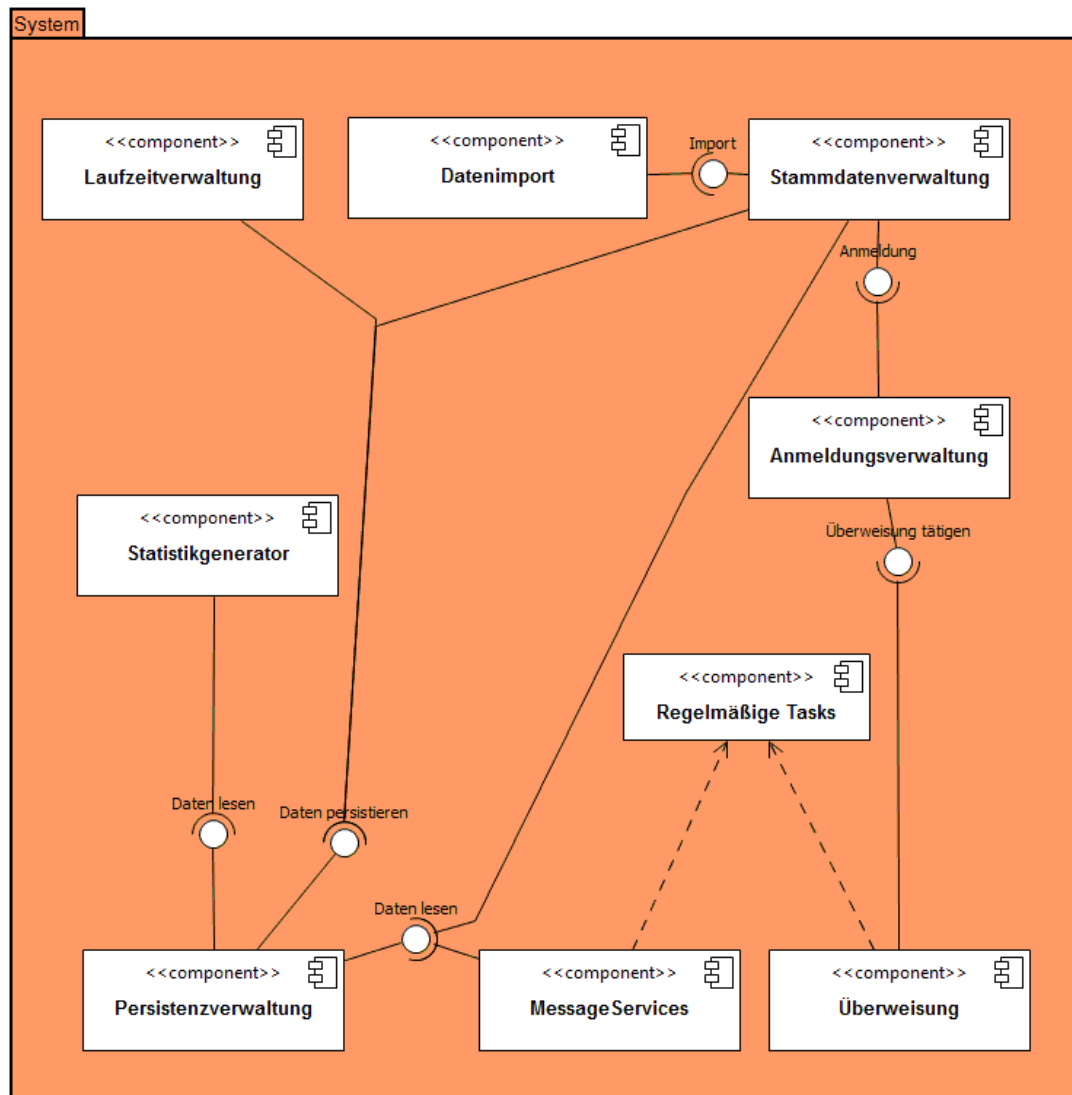 System
<<component>>
Laufzeitverwaltung
<<component>>
Datenimport
Import
<<component>>
Stammdatenverwaltung
Anmeldung
<<component>>
Anmeldungsverwaltung
<<component>>
Statistikgenerator
Überweisung tätigen
<<component>>
Regelmäßige Tasks
Daten lesen
Daten persistieren
Daten lesen
<<component>>
Persistenzverwaltung
<<component>>
MessageServices
<<component>>
Überweisung